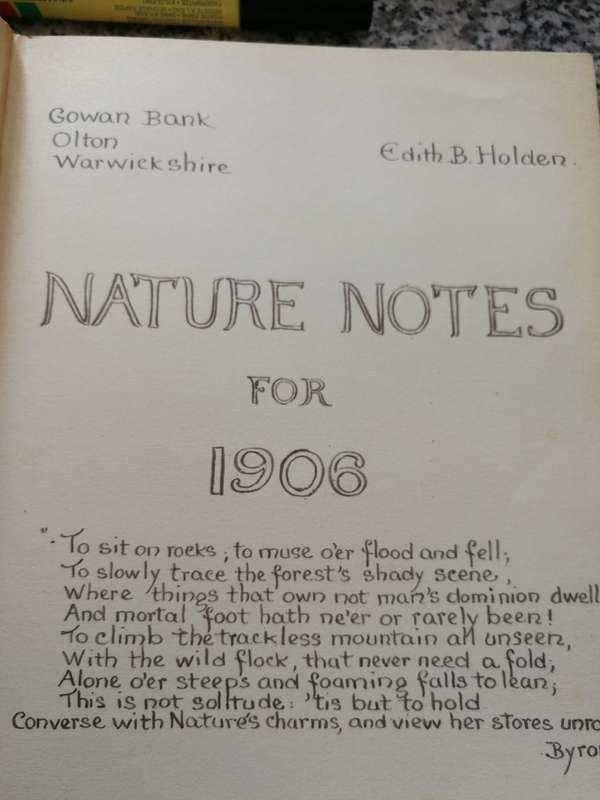 Gowan Bank
Olton
Warwickshire
Edith B. Holden.
NATURE NOTES
FOR
1906
"·To sit on rocks; to muse o'er flood and fell;
To slowly trace the forest's shady scene,
Where things that own not man's dominion dwell
And mortal foot hath ne'er or rarely been!
To climb the trackless mountain all unseen,
With the wild flock, that never need a fold;
Alone o'er steeps and foaming falls to lean;
This is not solitude: 'tis but to hold
Converse with Nature's charms, and view her stores unro
Byro